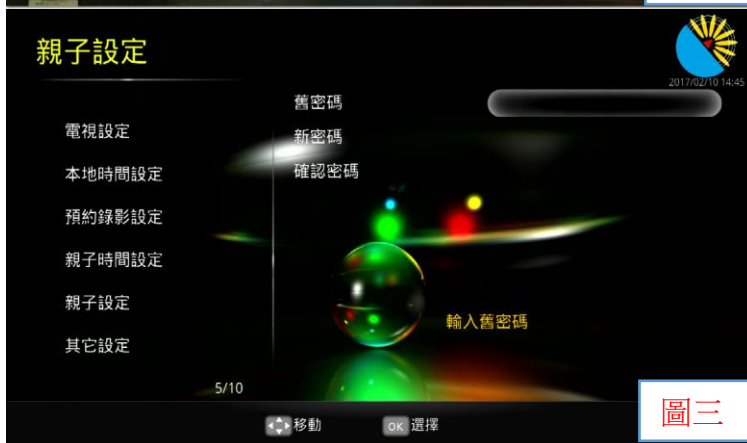 親子設定
2017/02/10 14:45
舊密碼
電視設定
新密碼
本地時間設定
確認密碼
預約錄影設定
親子時間設定
親子設定
輸入舊密碼
其它設定
5/10
移動
OK 選擇
圖三